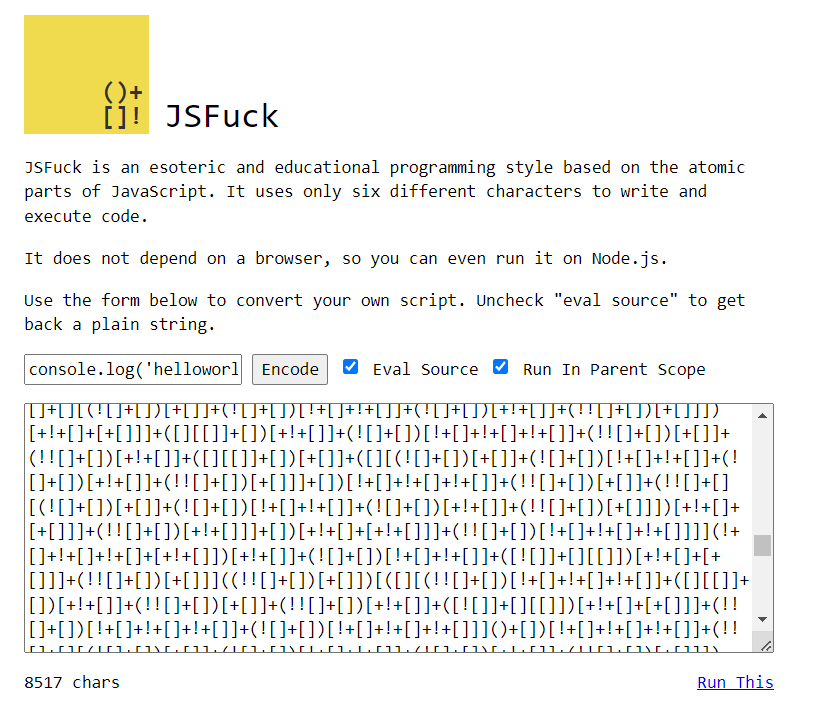 ()+
[]!
JSFuck
JSFuck is an esoteric and educational programming style based on the atomic
parts of JavaScript. It uses only six different characters to write and
execute code.
It does not depend on a browser, so you can even run it on Node.js.
Use the form below to convert your own script. Uncheck "eval source" to get
back a plain string.
console.log('helloworl
Encode
Eval Source
Run In Parent Scope
[]+[][(![]+[])[+[]]+(![]+[])[!+[]+!+[]]+(![]+[])[+!+[]]+(!![]+[])[+[]]])
[+!+[]+[+[]]]+([][[]]+[])[+!+[]]+(![]+[])[!+[]+!+[]+!+[]]+(!![]+[])[+[]]+
(!![]+[])[+!+[]]+([][[]]+[])[+[]]+([][(![]+[])[+[]]+(![]+[])[!+[]+!+[]]+(!
[]+[])[+!+[]]+(!![]+[])[+[]]]+[])[!+[]+!+[]+!+[]]+(!![]+[])[+[]]+(!![]+[]
[(![]+[])[+[]]+(![]+[])[!+[]+!+[]]+(![]+[])[+!+[]]+(!![]+[])[+[]]])[+!+[]+
[+[]]]+(!![]+[])[+!+[]]]+[])[+!+[]+[+!+[]]]+(!![]+[])[!+[]+!+[]+!+[]]]](!+
[]+!+[]+!+[]+[+!+[]])[+!+[]]+(![]+[])[!+[]+!+[]]+([![]]+[][[]])[+!+[]+[+
[]]]+(!![]+[])[+[]]]((!![]+[])[+[]])[([][(!![]+[])[!+[]+!+[]+!+[]]+([][[]]+
[])[+!+[]]+(!![]+[])[+[]]+(!![]+[])[+!+[]]+([![]]+[][[]])[+!+[]+[+[]]]+(!!
[]+[])[!+[]+!+[]+!+[]]+(![]+[])[!+[]+!+[]+!+[]]]()+[])[!+[]+!+[]+!+[]]+(!!
8517 chars
Run This